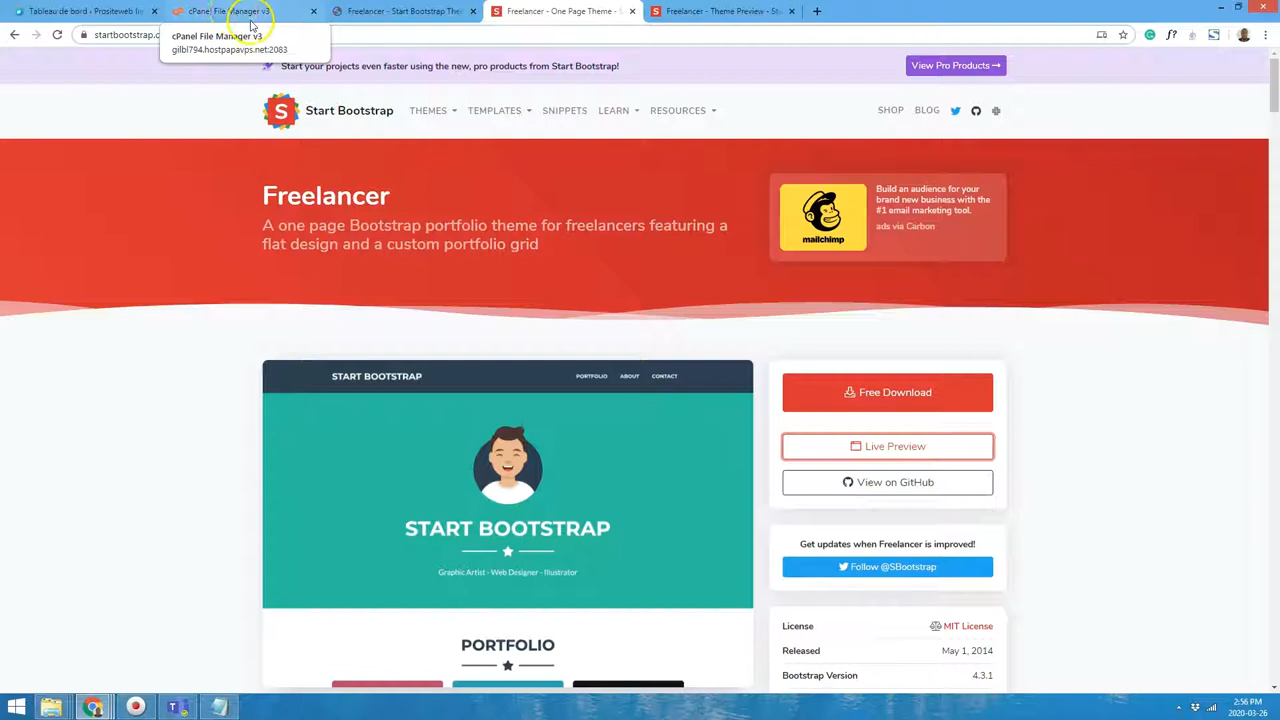 Tableau de bord ‹ Prositeweb Inc
cPanel File Manager v3
Freelancer - Start Bootstrap The
Freelancer - One Page Theme - S
Freelancer - Theme Preview - St
startbootstrap.c
cPanel File Manager v3
gilbl794.hostpapavps.net:2083
Start your projects even faster using the new, pro products from Start Bootstrap!
View Pro Products →
S
Start Bootstrap
THEMES
TEMPLATES
SNIPPETS
LEARN
RESOURCES
SHOP
BLOG
Freelancer
A one page Bootstrap portfolio theme for freelancers featuring a
flat design and a custom portfolio grid
mailchimp
Build an audience for your
brand new business with the
#1 email marketing tool.
ads via Carbon
START BOOTSTRAP
PORTFOLIO
ABOUT
CONTACT
START BOOTSTRAP
Graphic Artist - Web Designer - Illustrator
PORTFOLIO
Free Download
Live Preview
View on GitHub
Get updates when Freelancer is improved!
Follow @SBootstrap
License
MIT License
Released
May 1, 2014
Bootstrap Version
4.3.1
2:56 PM
2020-03-26